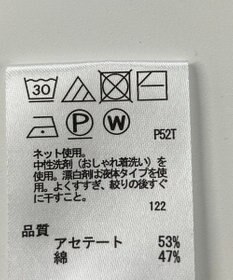 30
P W
P52T
ネット使用。
中性洗剤(おしゃれ着洗い)を使
用。漂白剤は液体タイプを使
用。よくすすぎ、絞りの後すぐ
に干すこと。
122
品質
アセテート 53%
綿 47%